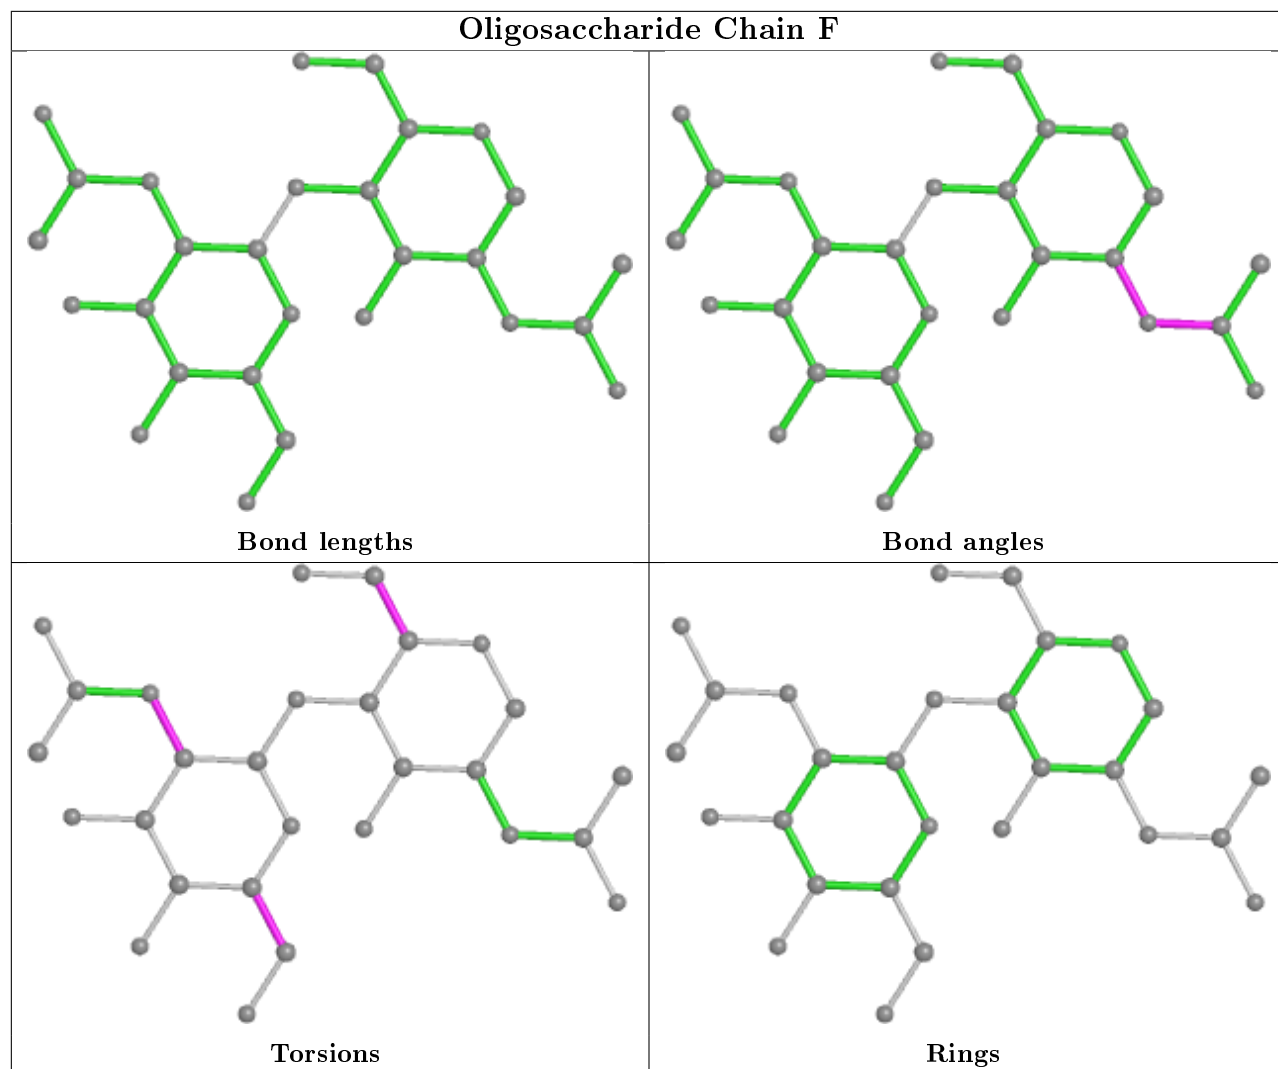 Oligosaccharide Chain F
Bond lengths
Bond angles
Torsions
Rings